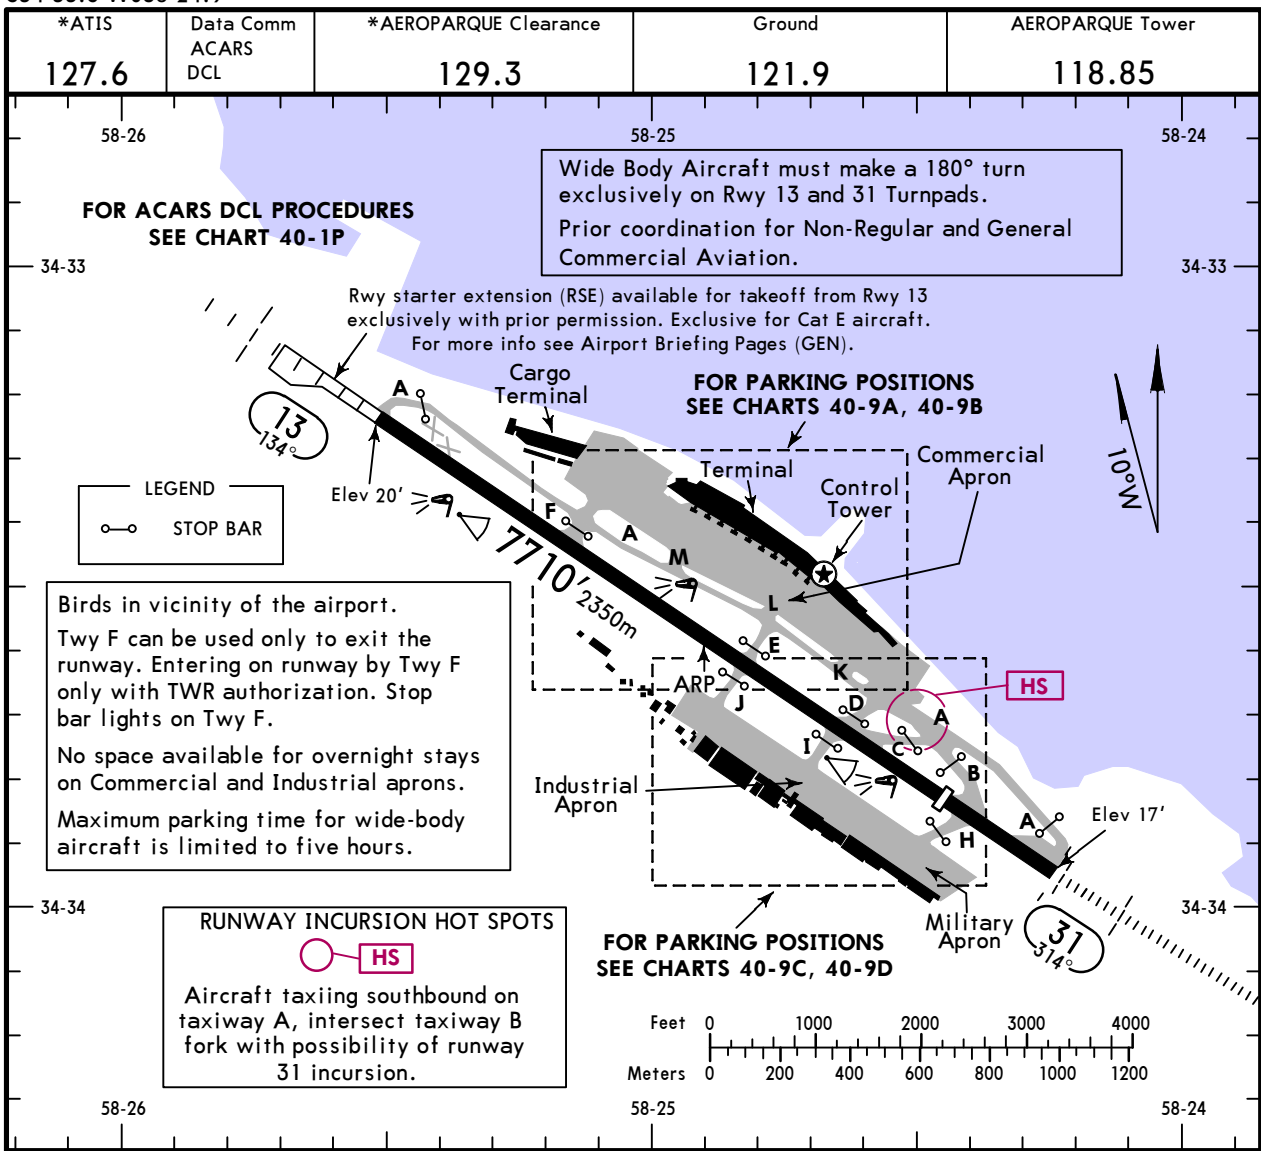 *ATIS
127.6
Data Comm
ACARS
DCL
*AEROPARQUE Clearance
129.3
Ground
121.9
AEROPARQUE Tower
118.85
58-26
58-25
58-24
Wide Body Aircraft must make a 180° turn
exclusively on Rwy 13 and 31 Turnpads.
Prior coordination for Non-Regular and General
Commercial Aviation.
FOR ACARS DCL PROCEDURES
SEE CHART 40-1P
34-33
34-33
Rwy starter extension (RSE) available for takeoff from Rwy 13
exclusively with prior permission. Exclusive for Cat E aircraft.
For more info see Airport Briefing Pages (GEN).
Cargo
Terminal
FOR PARKING POSITIONS
SEE CHARTS 40-9A, 40-9B
A
13
134°
Terminal
Commercial
Apron
Control
Tower
10°W
LEGEND
STOP BAR
Elev 20'
F
A
M
7710'
2350m
L
Birds in vicinity of the airport.
Twy F can be used only to exit the
runway. Entering on runway by Twy F
only with TWR authorization. Stop
bar lights on Twy F.
No space available for overnight stays
on Commercial and Industrial aprons.
Maximum parking time for wide-body
aircraft is limited to five hours.
E
K
ARP
J
HS
D
A
I
C
B
Industrial
Apron
Elev 17'
A
H
34-34
34-34
Military
Apron
31
314°
FOR PARKING POSITIONS
SEE CHARTS 40-9C, 40-9D
RUNWAY INCURSION HOT SPOTS
HS
Aircraft taxiing southbound on
taxiway A, intersect taxiway B
fork with possibility of runway
31 incursion.
Feet 0 1000 2000 3000 4000
Meters 0 200 400 600 800 1000 1200
58-26
58-25
58-24